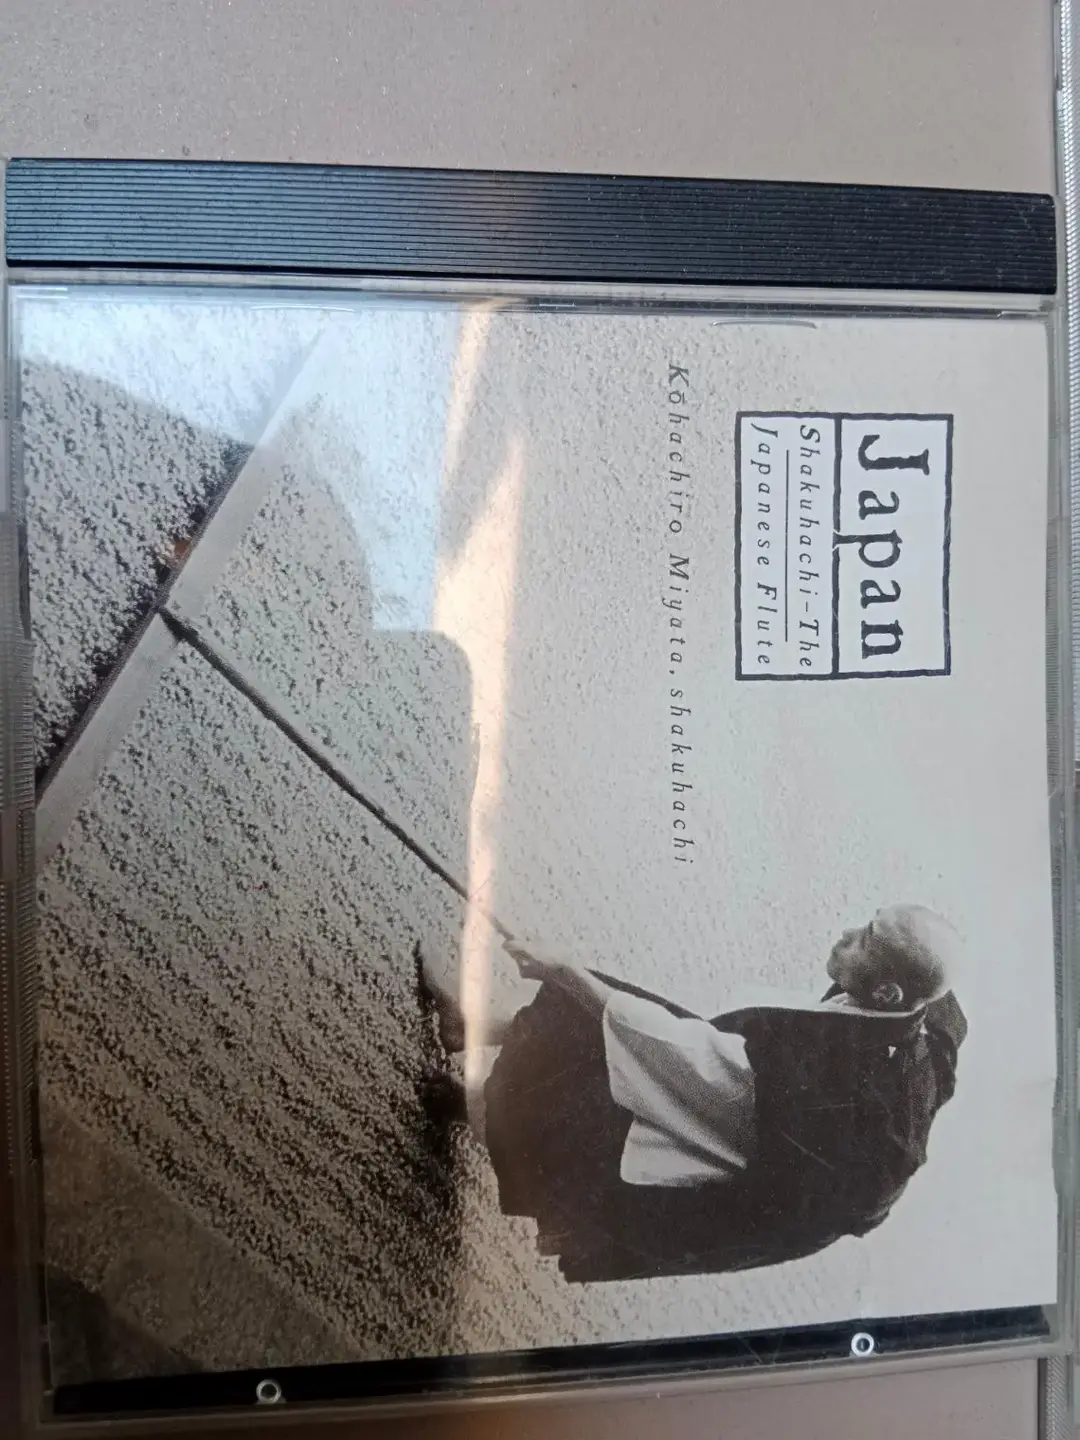 Japan
Shakuhachi-The
Japanese Flute
Kōhachiro Miyata, shakuhachi